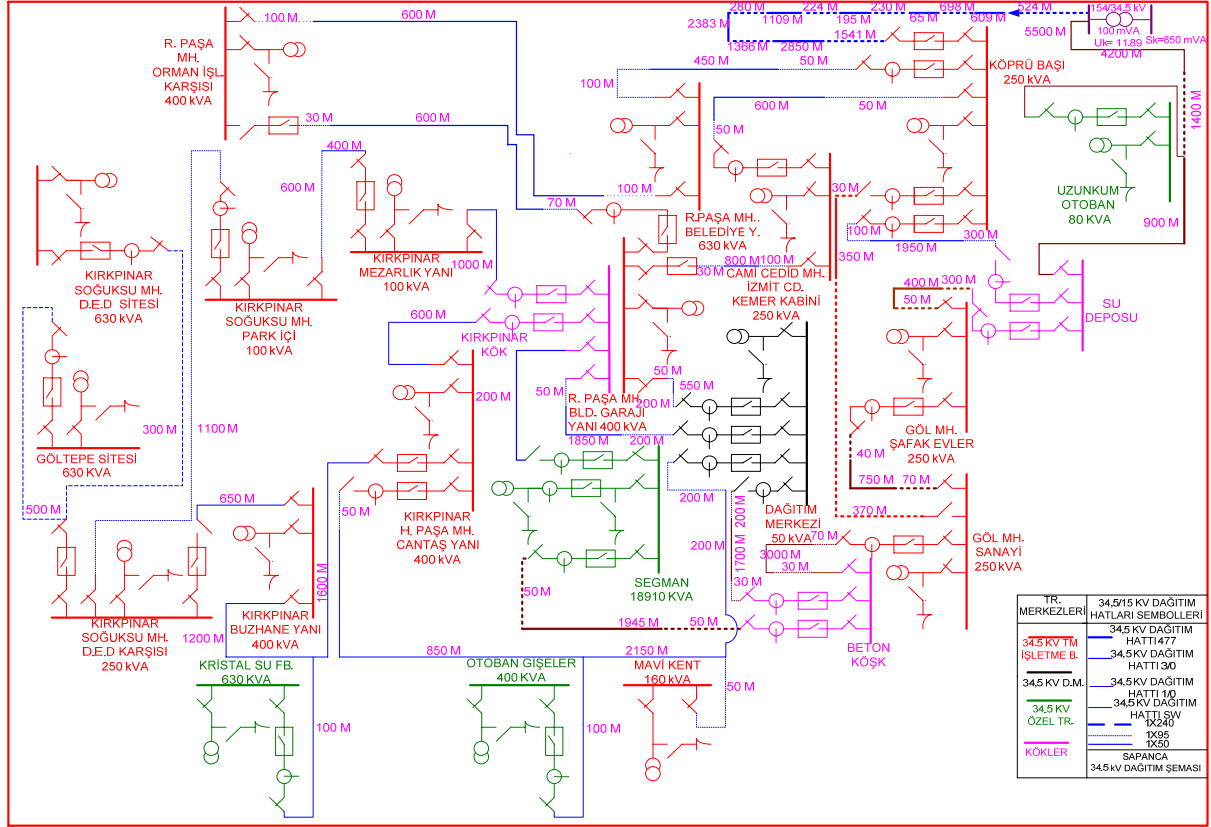 280 M
224 M
230 M
698 M
524 M
154/34.5 kV
2383 M
1109 M
195 M
65 M
609 M
100 mVA
5500 M
Uk= 11.89
Sk=850 mVA
1541 M
1366 M
2850 M
4200 M
100 M
600 M
R. PAŞA
MH.
ORMAN İŞL.
KARŞISI
400 kVA
30 M
600 M
450 M
50 M
100 M
KÖPRÜ BAŞI
250 kVA
600 M
50 M
50 M
1400 M
UZUNKUM
OTOBAN
80 KVA
900 M
400 M
600 M
100 M
70 M
30 M
R.PAŞA MH..
BELEDİYE Y.
630 kVA
100 M
1950 M
300 M
350 M
KIRKPINAR
SOĞUKSU MH.
D.E.D SİTESİ
630 kVA
KIRKPINAR
MEZARLIK YANI
100 kVA
1000 M
KIRKPINAR
SOĞUKSU MH.
PARK İÇİ
100 kVA
800 M
100 M
30 M
CAMİ CEDİD MH.
İZMİT CD.
KEMER KABİNİ
250 kVA
SU
DEPOSU
400 M
300 M
50 M
600 M
KIRKPINAR
KÖK
200 M
50 M
50 M
550 M
R. PAŞA MH.
BLD. GARAJI
YANI 400 kVA
200 M
1850 M
200 M
GÖL MH.
ŞAFAK EVLER
250 kVA
40 M
750 M
70 M
370 M
GÖLTEPE SİTESİ
630 KVA
300 M
1100 M
500 M
650 M
50 M
KIRKPINAR
H. PAŞA MH.
CANTAŞ YANI
400 kVA
200 M
200 M
200 M
1700 M
DAĞITIM
MERKEZİ
50 kVA
70 M
3000 M
30 M
GÖL MH.
SANAYİ
250 kVA
SEGMAN
18910 KVA
50 M
30 M
1600 M
1945 M
50 M
BETON
KÖŞK
KIRKPINAR
SOĞUKSU MH.
D.E.D KARŞISI
250 kVA
1200 M
KIRKPINAR
BUZHANE YANI
400 kVA
850 M
2150 M
KRİSTAL SU FB.
630 kVA
100 M
OTOBAN GİŞELER
400 KVA
100 M
MAVİ KENT
160 kVA
50 M
TR.
MERKEZLERİ
34,5/15 KV DAĞITIM
HATLARI SEMBOLLERİ
34.5 KV TM
İŞLETME B.
34,5 KV DAĞITIM
HATTI 477
34,5 KV DAĞITIM
HATTI 3/0
34,5 KV D.M.
34,5 KV DAĞITIM
HATTI 1/0
34.5 KV
ÖZEL TR.
34,5 KV DAĞITIM
HATTI SW
1X240
1X95
KÖKLER
1X50
SAPANCA
34.5 kV DAĞITIM ŞEMASI